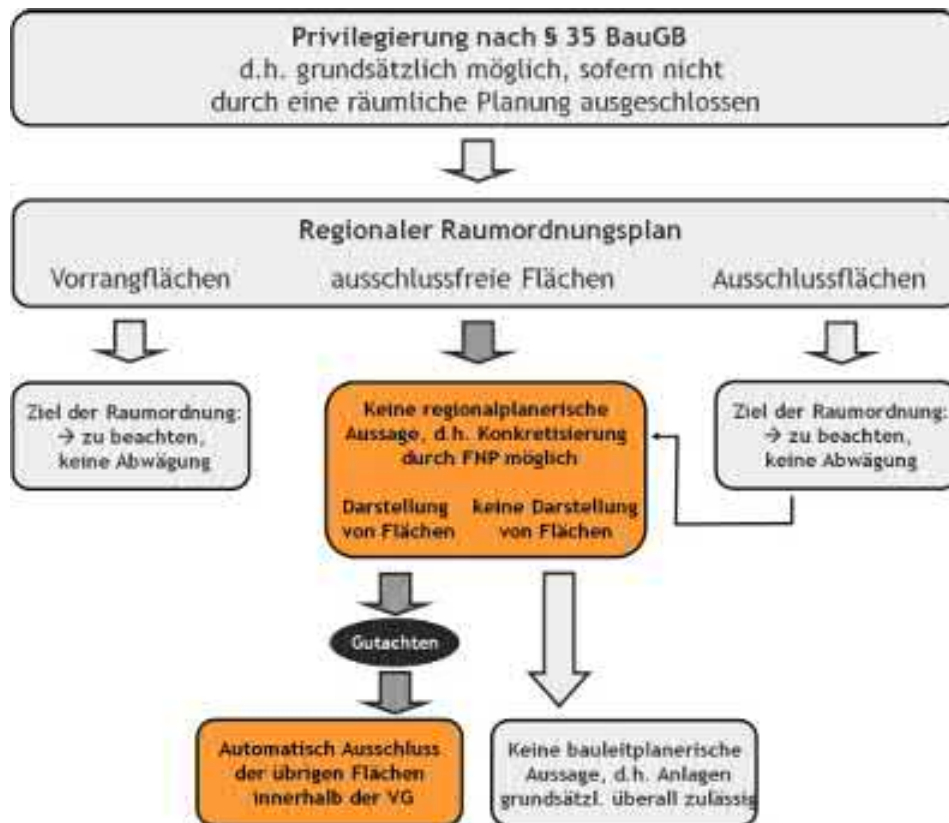 Privilegierung nach § 35 BauGB
d.h. grundsätzlich möglich, sofern nicht
durch eine räumliche Planung ausgeschlossen
Regionaler Raumordnungsplan
Vorrangflächen
ausschlussfreie Flächen
Ausschlussflächen
Ziel der Raumordnung:
→ zu beachten,
keine Abwägung
Keine regionalplanerische
Aussage, d.h. Konkretisierung
durch FNP möglich
Darstellung
von Flächen
keine Darstellung
von Flächen
Ziel der Raumordnung:
→ zu beachten,
keine Abwägung
Gutachten
Automatisch Ausschluss
der übrigen Flächen
innerhalb der VG
Keine bauleitplanerische
Aussage, d.h. Anlagen
grundsätzl. überall zulässig